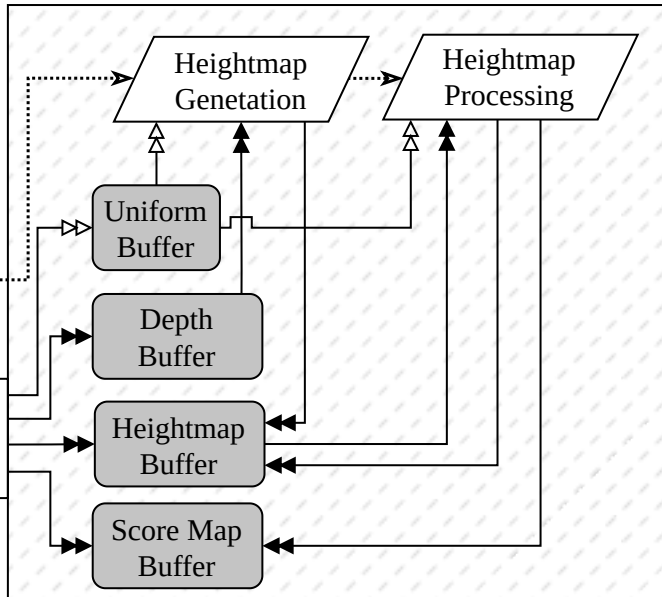 Heightmap
Genetation
Heightmap
Processing
Uniform
Buffer
Depth
Buffer
Heightmap
Buffer
Score Map
Buffer